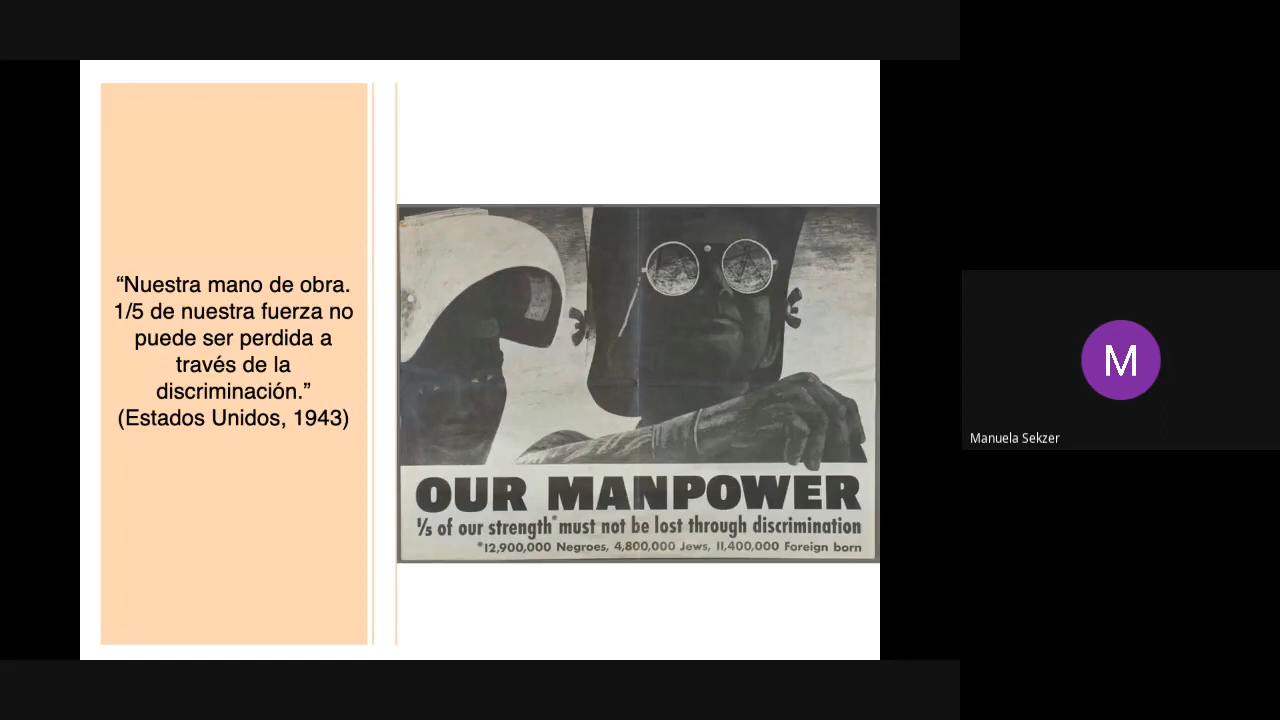 “Nuestra mano de obra.
1/5 de nuestra fuerza no
puede ser perdida a
través de la
discriminación.”
(Estados Unidos, 1943)
OUR MANPOWER
1/5 of our strength* must not be lost through discrimination
*12,900,000 Negroes, 4,800,000 Jews, 11,400,000 Foreign born
M
Manuela Sekzer